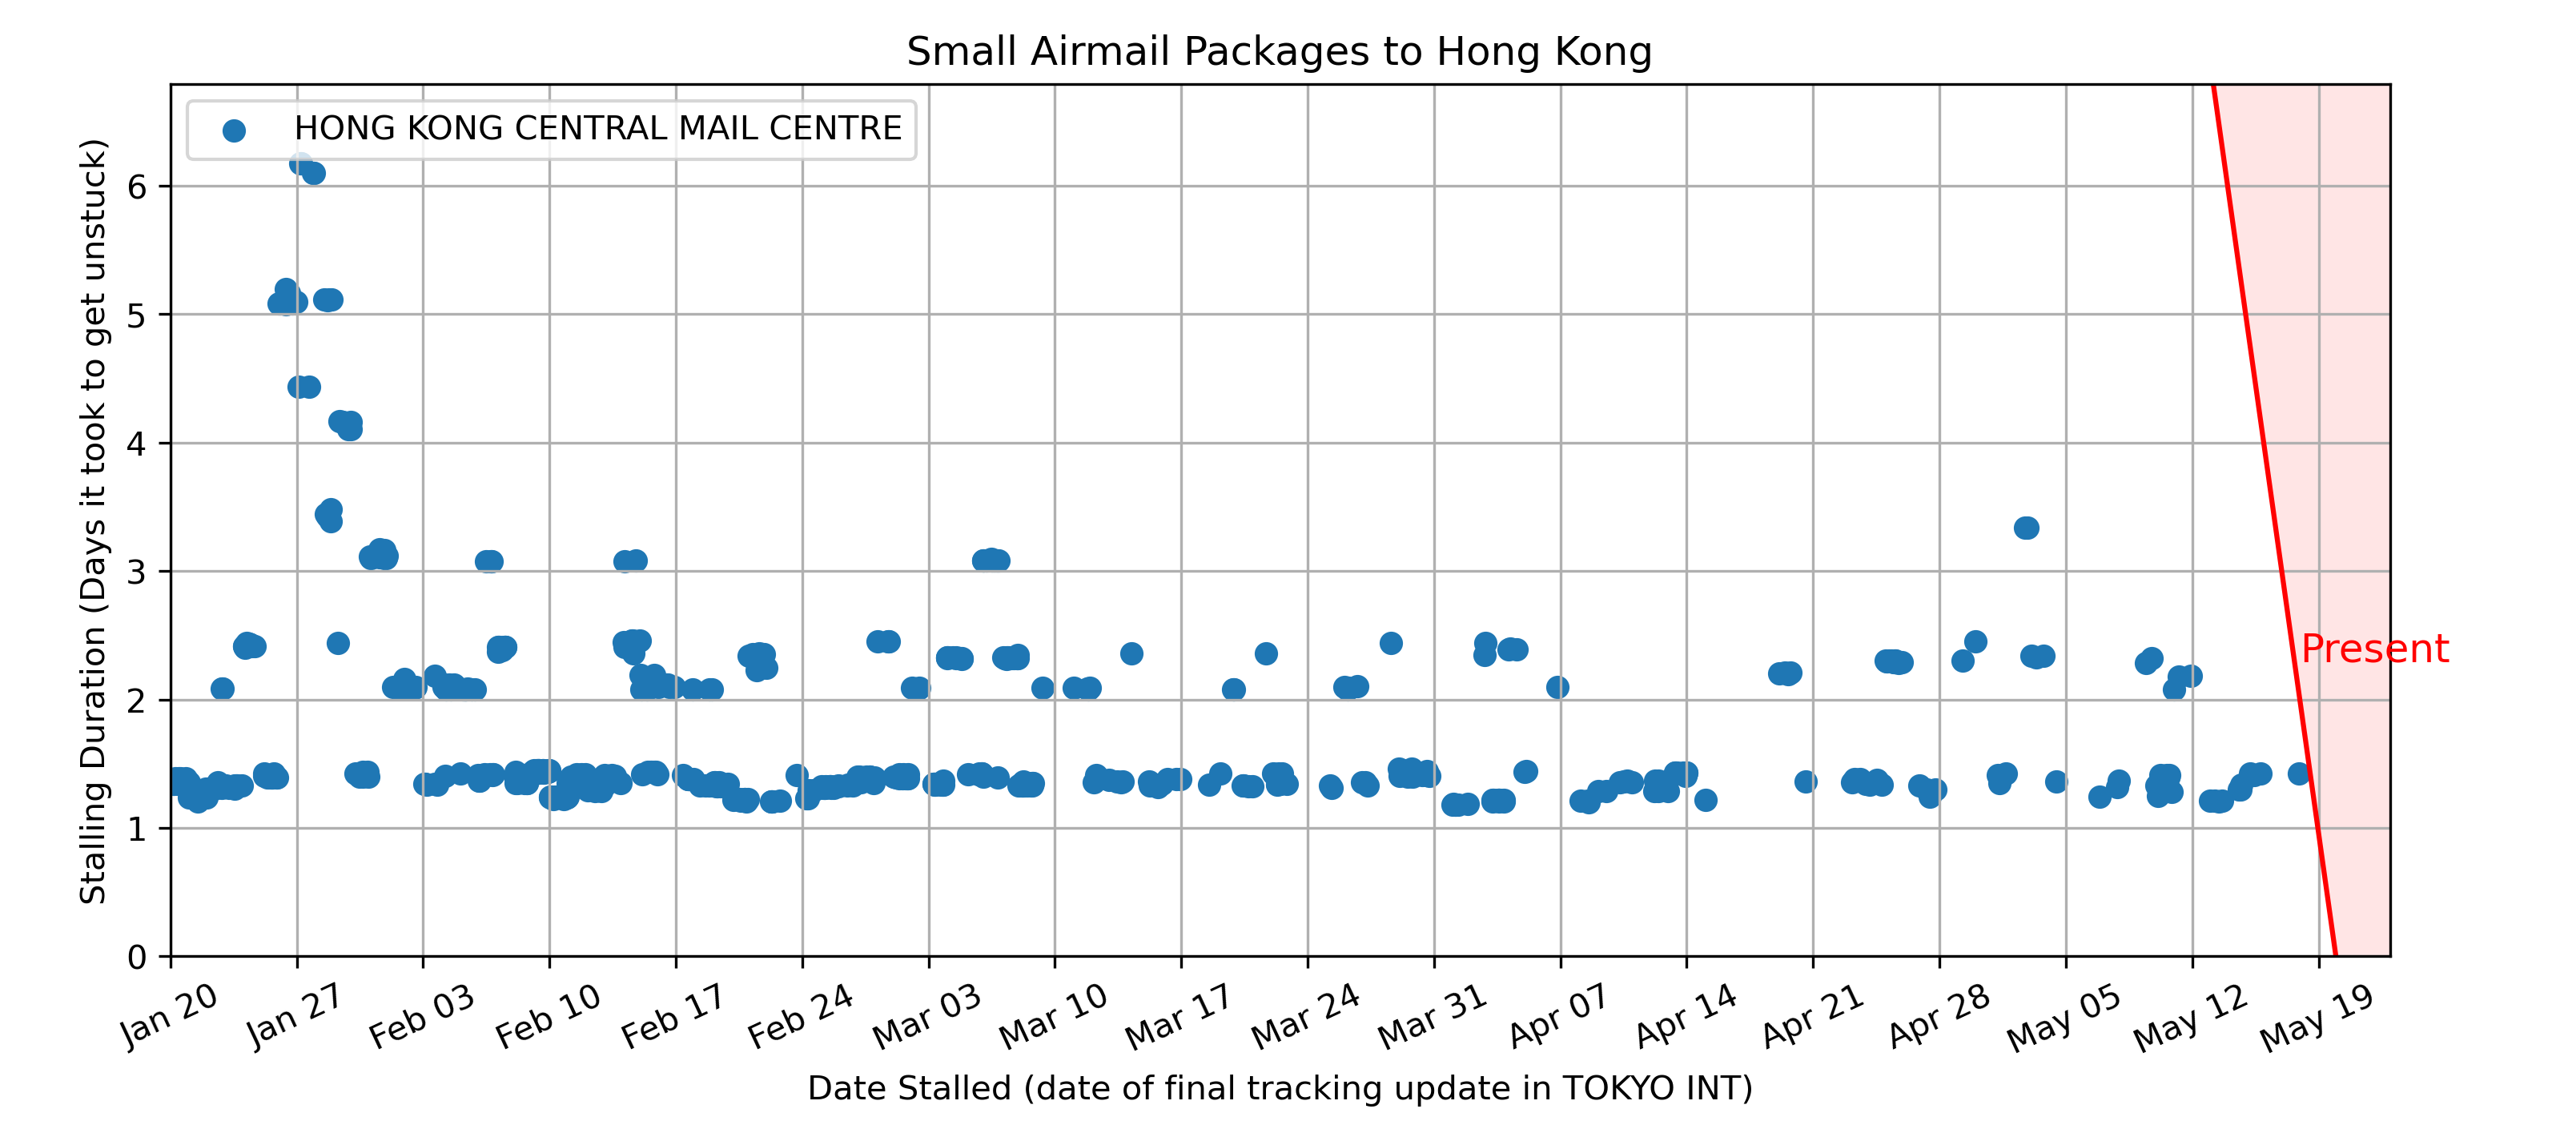 Small Airmail Packages to Hong Kong
HONG KONG CENTRAL MAIL CENTRE
Stalling Duration (Days it took to get unstuck)
6
5
4
3
2
1
0
Present
Jan 20
Jan 27
Feb 03
Feb 10
Feb 17
Feb 24
Mar 03
Mar 10
Mar 17
Mar 24
Mar 31
Apr 07
Apr 14
Apr 21
Apr 28
May 05
May 12
May 19
Date Stalled (date of final tracking update in TOKYO INT)